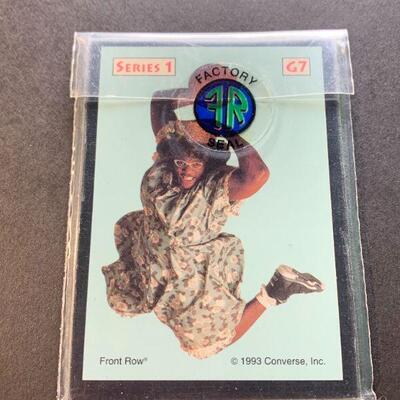 SERIES 1
G7
FACTORY
FR
SEAL
Front Row®
© 1993 Converse, Inc.